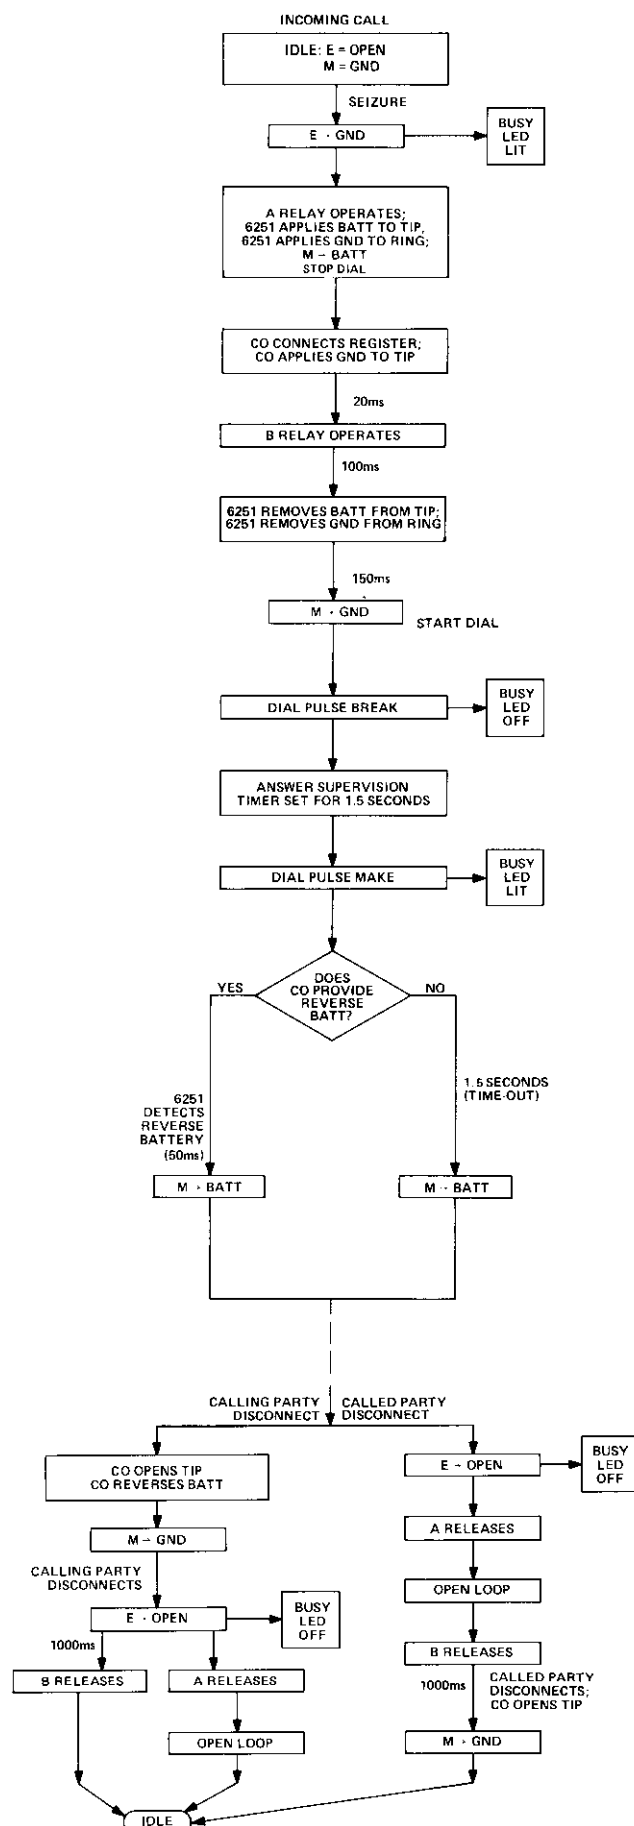 INCOMING CALL
IDLE: E = OPEN
M = GND
SEIZURE
E → GND
BUSY
LED
LIT
A RELAY OPERATES;
6251 APPLIES BATT TO TIP,
6251 APPLIES GND TO RING;
M → BATT
STOP DIAL
CO CONNECTS REGISTER;
CO APPLIES GND TO TIP
20ms
B RELAY OPERATES
100ms
6251 REMOVES BATT FROM TIP;
6251 REMOVES GND FROM RING
150ms
M → GND
START DIAL
DIAL PULSE BREAK
BUSY
LED
OFF
ANSWER SUPERVISION
TIMER SET FOR 1.5 SECONDS
DIAL PULSE MAKE
BUSY
LED
LIT
DOES
CO PROVIDE
REVERSE
BATT?
YES
NO
6251
DETECTS
REVERSE
BATTERY
(50ms)
1.5 SECONDS
(TIME-OUT)
M → BATT
M → BATT
CALLING PARTY
DISCONNECT
CALLED PARTY
DISCONNECT
CO OPENS TIP
CO REVERSES BATT
M → GND
CALLING PARTY
DISCONNECTS
E → OPEN
BUSY
LED
OFF
1000ms
B RELEASES
A RELEASES
OPEN LOOP
E → OPEN
BUSY
LED
OFF
A RELEASES
OPEN LOOP
B RELEASES
1000ms
CALLED PARTY
DISCONNECTS;
CO OPENS TIP
M → GND
IDLE